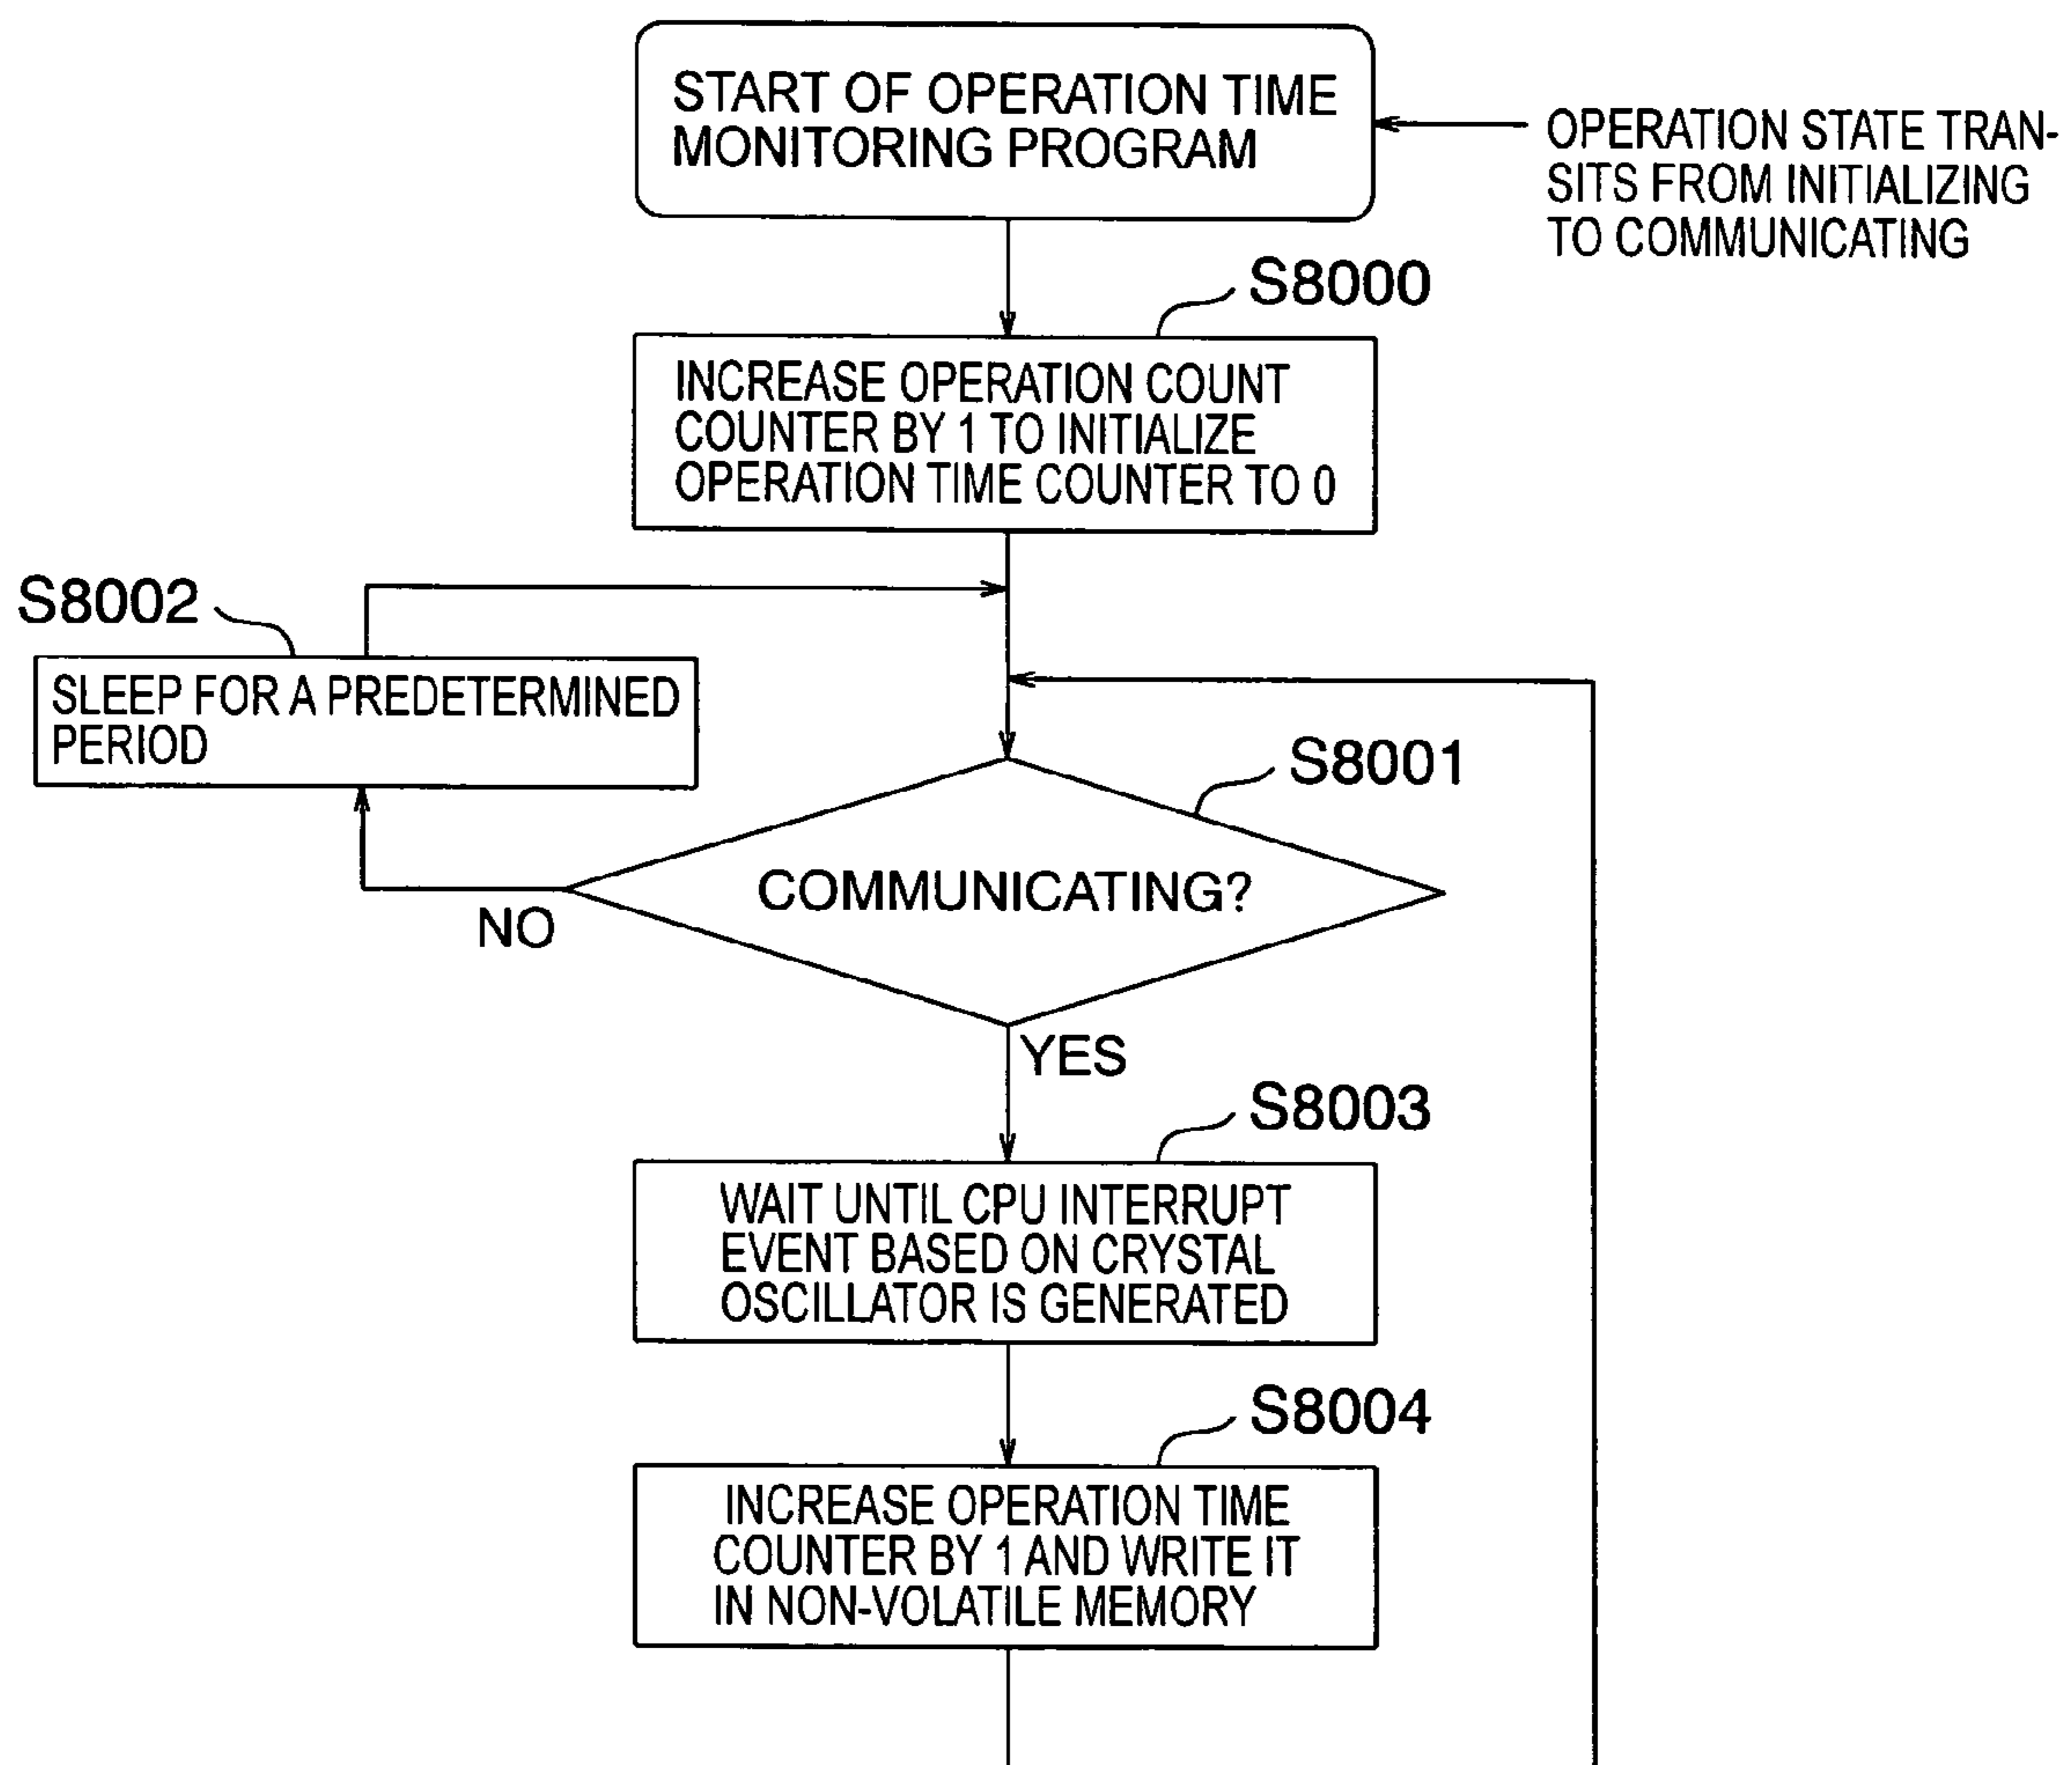 START OF OPERATION TIME
MONITORING PROGRAM
OPERATION STATE TRAN-
SITS FROM INITIALIZING
TO COMMUNICATING
S8000
INCREASE OPERATION COUNT
COUNTER BY 1 TO INITIALIZE
OPERATION TIME COUNTER TO 0
S8002
SLEEP FOR A PREDETERMINED
PERIOD
S8001
COMMUNICATING?
NO
YES
S8003
WAIT UNTIL CPU INTERRUPT
EVENT BASED ON CRYSTAL
OSCILLATOR IS GENERATED
S8004
INCREASE OPERATION TIME
COUNTER BY 1 AND WRITE IT
IN NON-VOLATILE MEMORY